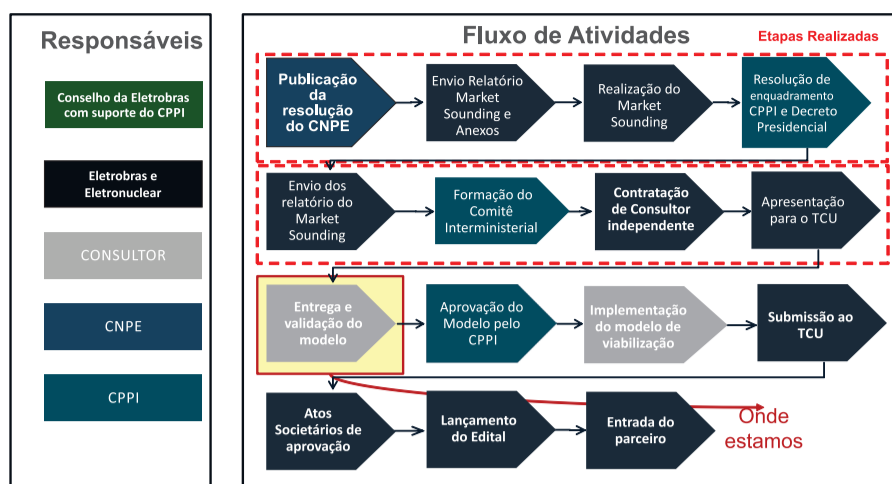 Responsáveis
Conselho da Eletrobras
com suporte do CPPI
Eletrobras e
Eletronuclear
CONSULTOR
CNPE
CPPI
Fluxo de Atividades
Etapas Realizadas
Publicação
da
resolução
do CNPE
Envio Relatório
Market
Sounding e
Anexos
Realização do
Market
Sounding
Resolução de
enquadramento
CPPI e Decreto
Presidencial
Envio dos
relatório do
Market
Sounding
Formação do
Comitê
Interministerial
Contratação
de Consultor
independente
Apresentação
para o TCU
Entrega e
validação do
modelo
Aprovação do
Modelo pelo
CPPI
Implementação
do modelo de
viabilização
Submissão ao
TCU
Atos
Societários de
aprovação
Lançamento
do Edital
Entrada do
parceiro
Onde
estamos